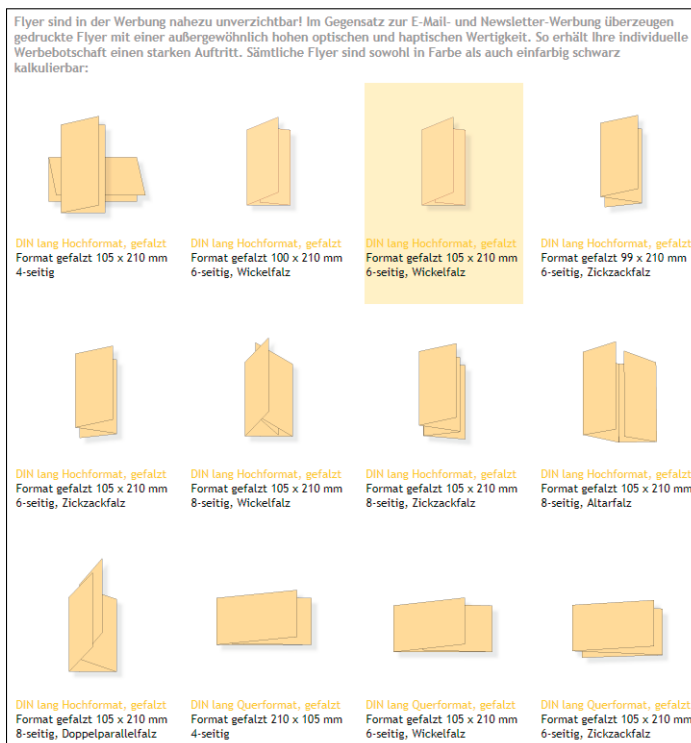 Flyer sind in der Werbung nahezu unverzichtbar! Im Gegensatz zur E-Mail- und Newsletter-Werbung überzeugen
gedruckte Flyer mit einer außergewöhnlich hohen optischen und haptischen Wertigkeit. So erhält Ihre individuelle
Werbebotschaft einen starken Auftritt. Sämtliche Flyer sind sowohl in Farbe als auch einfarbig schwarz
kalkulierbar:
DIN lang Hochformat, gefalzt
Format gefalzt 105 x 210 mm
4-seitig
DIN lang Hochformat, gefalzt
Format gefalzt 100 x 210 mm
6-seitig, Wickelfalz
DIN lang Hochformat, gefalzt
Format gefalzt 105 x 210 mm
6-seitig, Wickelfalz
DIN lang Hochformat, gefalzt
Format gefalzt 99 x 210 mm
6-seitig, Zickzackfalz
DIN lang Hochformat, gefalzt
Format gefalzt 105 x 210 mm
6-seitig, Zickzackfalz
DIN lang Hochformat, gefalzt
Format gefalzt 105 x 210 mm
8-seitig, Wickelfalz
DIN lang Hochformat, gefalzt
Format gefalzt 105 x 210 mm
8-seitig, Zickzackfalz
DIN lang Hochformat, gefalzt
Format gefalzt 105 x 210 mm
8-seitig, Altarfalz
DIN lang Hochformat, gefalzt
Format gefalzt 105 x 210 mm
8-seitig, Doppelparallelfalz
DIN lang Querformat, gefalzt
Format gefalzt 210 x 105 mm
4-seitig
DIN lang Querformat, gefalzt
Format gefalzt 105 x 210 mm
6-seitig, Wickelfalz
DIN lang Querformat, gefalzt
Format gefalzt 105 x 210 mm
6-seitig, Zickzackfalz